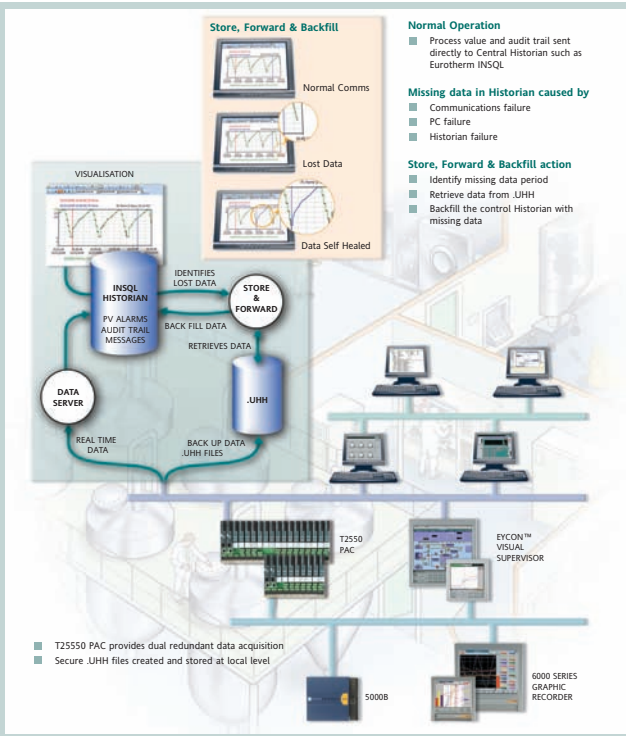 Store, Forward & Backfill
Normal Comms
Lost Data
Data Self Healed
Normal Operation
Process value and audit trail sent
directly to Central Historian such as
Eurotherm INSQL
Missing data in Historian caused by
Communications failure
PC failure
Historian failure
Store, Forward & Backfill action
Identify missing data period
Retrieve data from .UHH
Backfill the control Historian with
missing data
VISUALISATION
INSQL
HISTORIAN
PV ALARMS
AUDIT TRAIL
MESSAGES
IDENTIFIES
LOST DATA
STORE
&
FORWARD
BACK FILL DATA
RETRIEVES DATA
.UHH
DATA
SERVER
REAL TIME
DATA
BACK UP DATA
.UHH FILES
T2550
PAC
EYCON™
VISUAL
SUPERVISOR
T25550 PAC provides dual redundant data acquisition
Secure .UHH files created and stored at local level
5000B
6000 SERIES
GRAPHIC
RECORDER